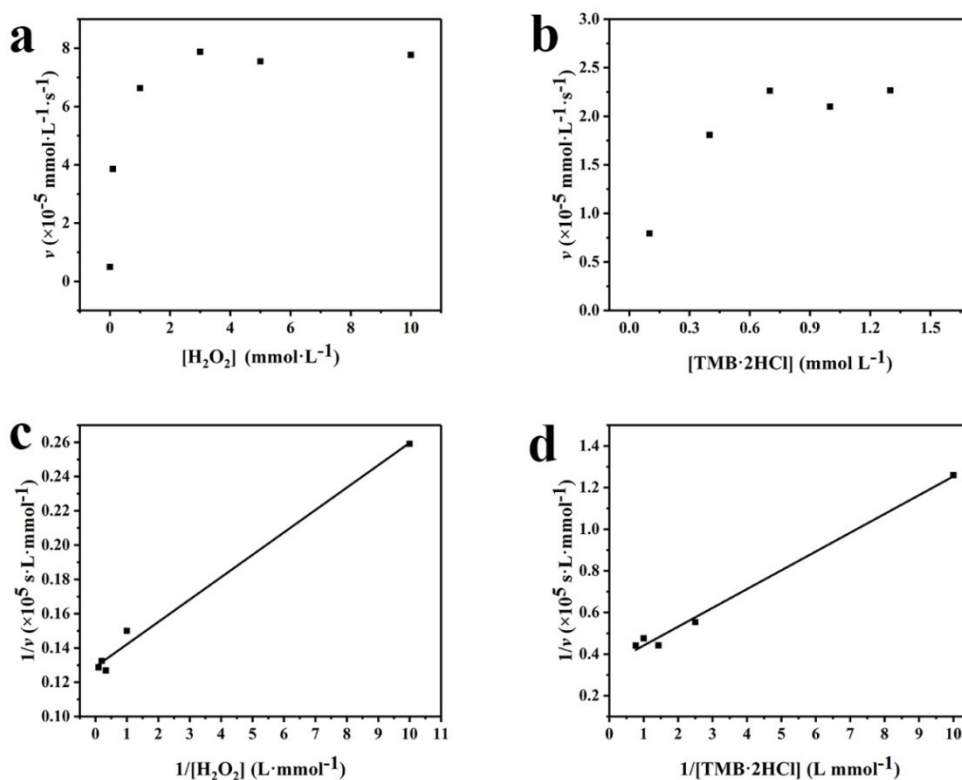 a
8
6
4
2
0
v (×10⁻⁵ mmol·L⁻¹·s⁻¹)
0 2 4 6 8 10
[H₂O₂] (mmol·L⁻¹)
b
3.0
2.5
2.0
1.5
1.0
0.5
0.0
v (×10⁻⁵ mmol·L⁻¹·s⁻¹)
0.0 0.3 0.6 0.9 1.2 1.5
[TMB·2HCl] (mmol L⁻¹)
c
0.26
0.24
0.22
0.20
0.18
0.16
0.14
0.12
0.10
1/v (×10⁵ s·L·mmol⁻¹)
0 1 2 3 4 5 6 7 8 9 10 11
1/[H₂O₂] (L·mmol⁻¹)
d
1.4
1.2
1.0
0.8
0.6
0.4
0.2
1/v (×10⁵ s·L·mmol⁻¹)
0 1 2 3 4 5 6 7 8 9 10
1/[TMB·2HCl] (L mmol⁻¹)